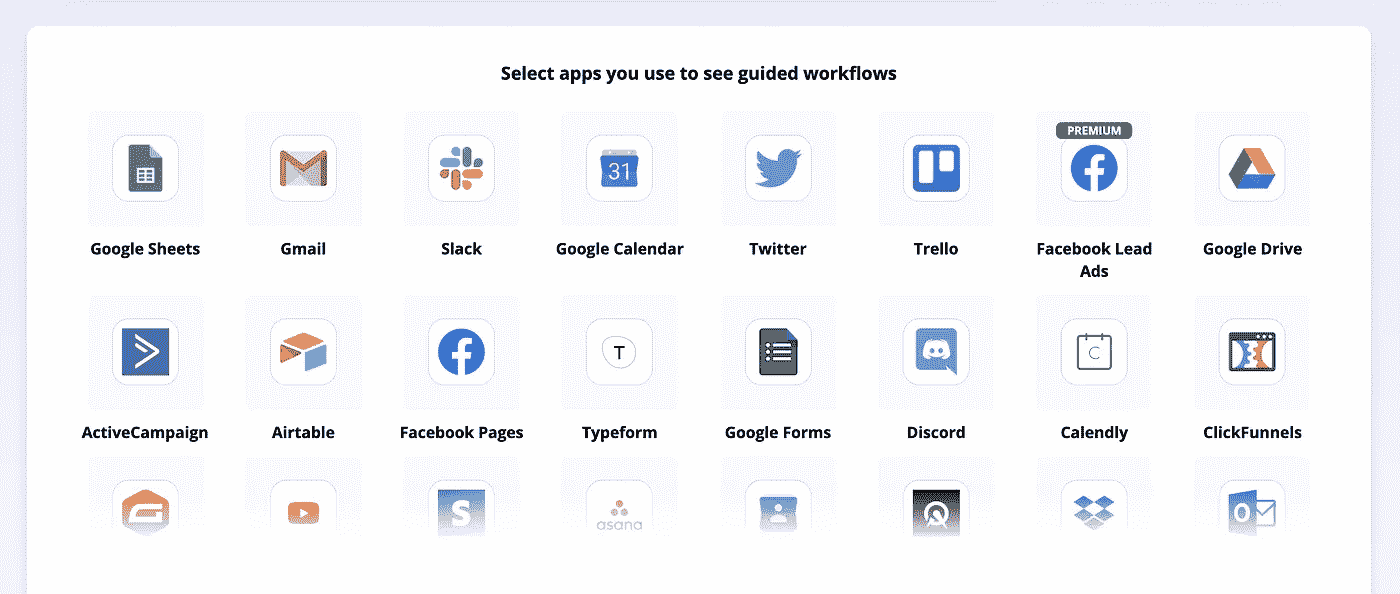 Select apps you use to see guided workflows
PREMIUM
31
Google Sheets
Gmail
Slack
Google Calendar
Twitter
Trello
Facebook Lead
Ads
Google Drive
T
C
ActiveCampaign
Airtable
Facebook Pages
Typeform
Google Forms
Discord
Calendly
ClickFunnels
S
asana
O